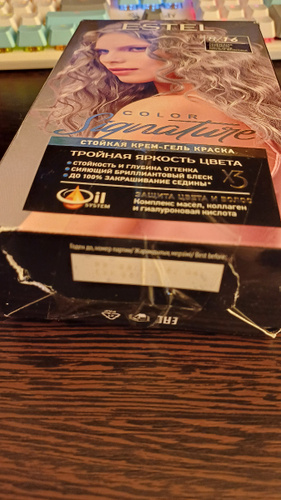 ESTEL
COLOR
Signature
СТОЙКАЯ КРЕМ-ГЕЛЬ КРАСКА
ТРОЙНАЯ ЯРКОСТЬ ЦВЕТА
• СТОЙКОСТЬ И ГЛУБИНА ОТТЕНКА
• СИЯЮЩИЙ БРИЛЛИАНТОВЫЙ БЛЕСК
• ДО 100% ЗАКРАШИВАНИЕ СЕДИНЫ*
X3
Oil
SYSTEM
ЗАЩИТА ЦВЕТА И ВОЛОС
Комплекс масел, коллаген
и гиалуроновая кислота
EAC